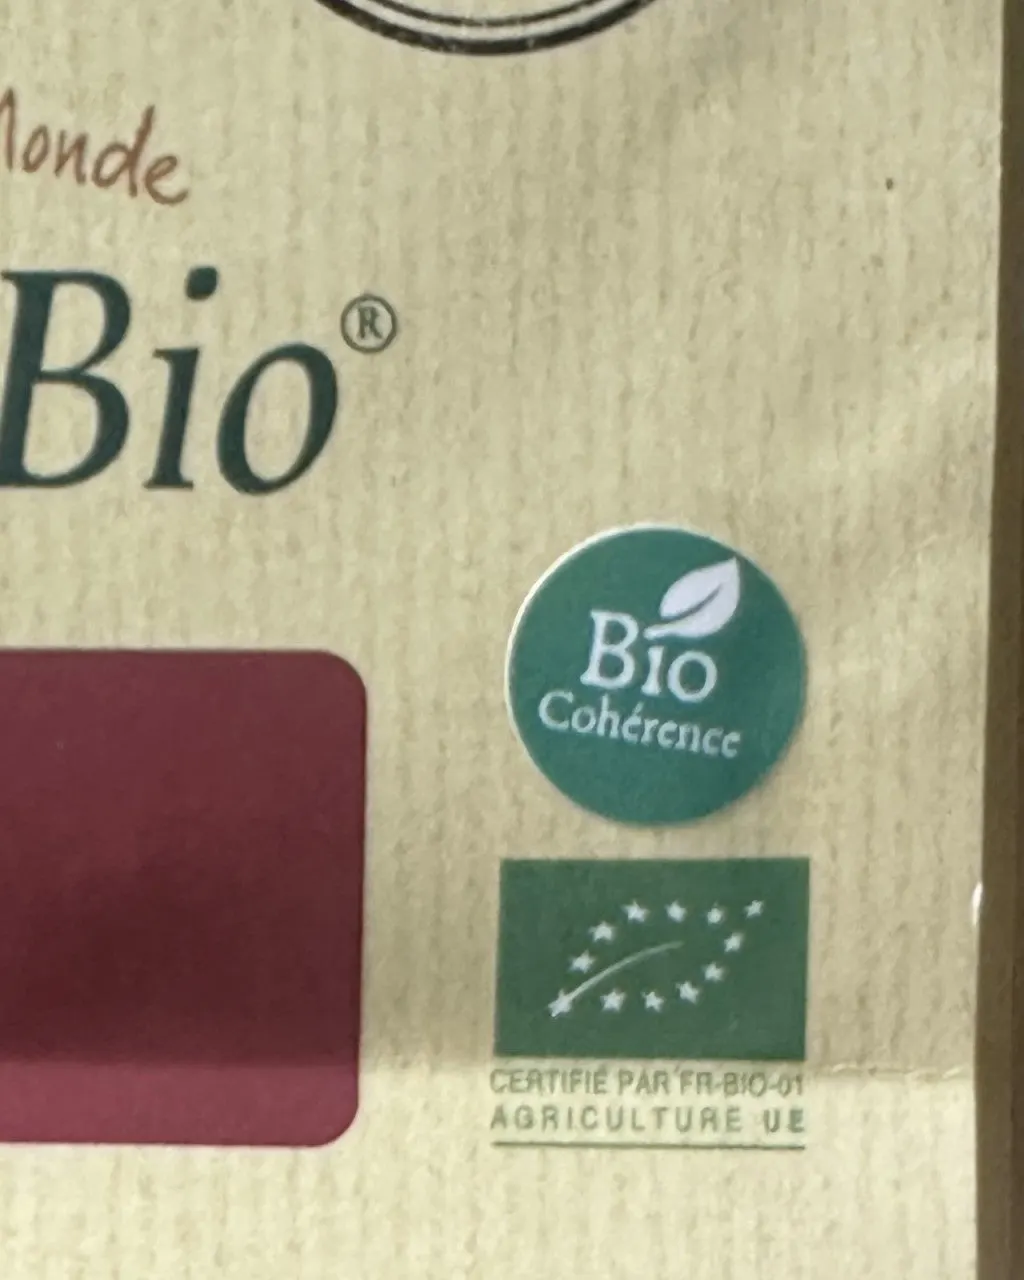 Monde
Bio®
Bio
Cohérence
CERTIFIÉ PAR FR-BIO-01
AGRICULTURE UE